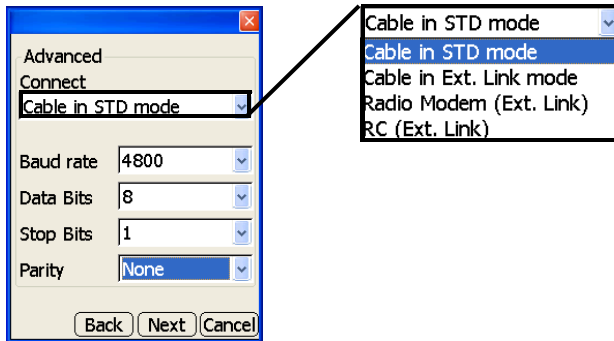 Advanced
Connect
Cable in STD mode
Baud rate 4800
Data Bits 8
Stop Bits 1
Parity None
Back Next Cancel
Cable in STD mode
Cable in STD mode
Cable in Ext. Link mode
Radio Modem (Ext. Link)
RC (Ext. Link)